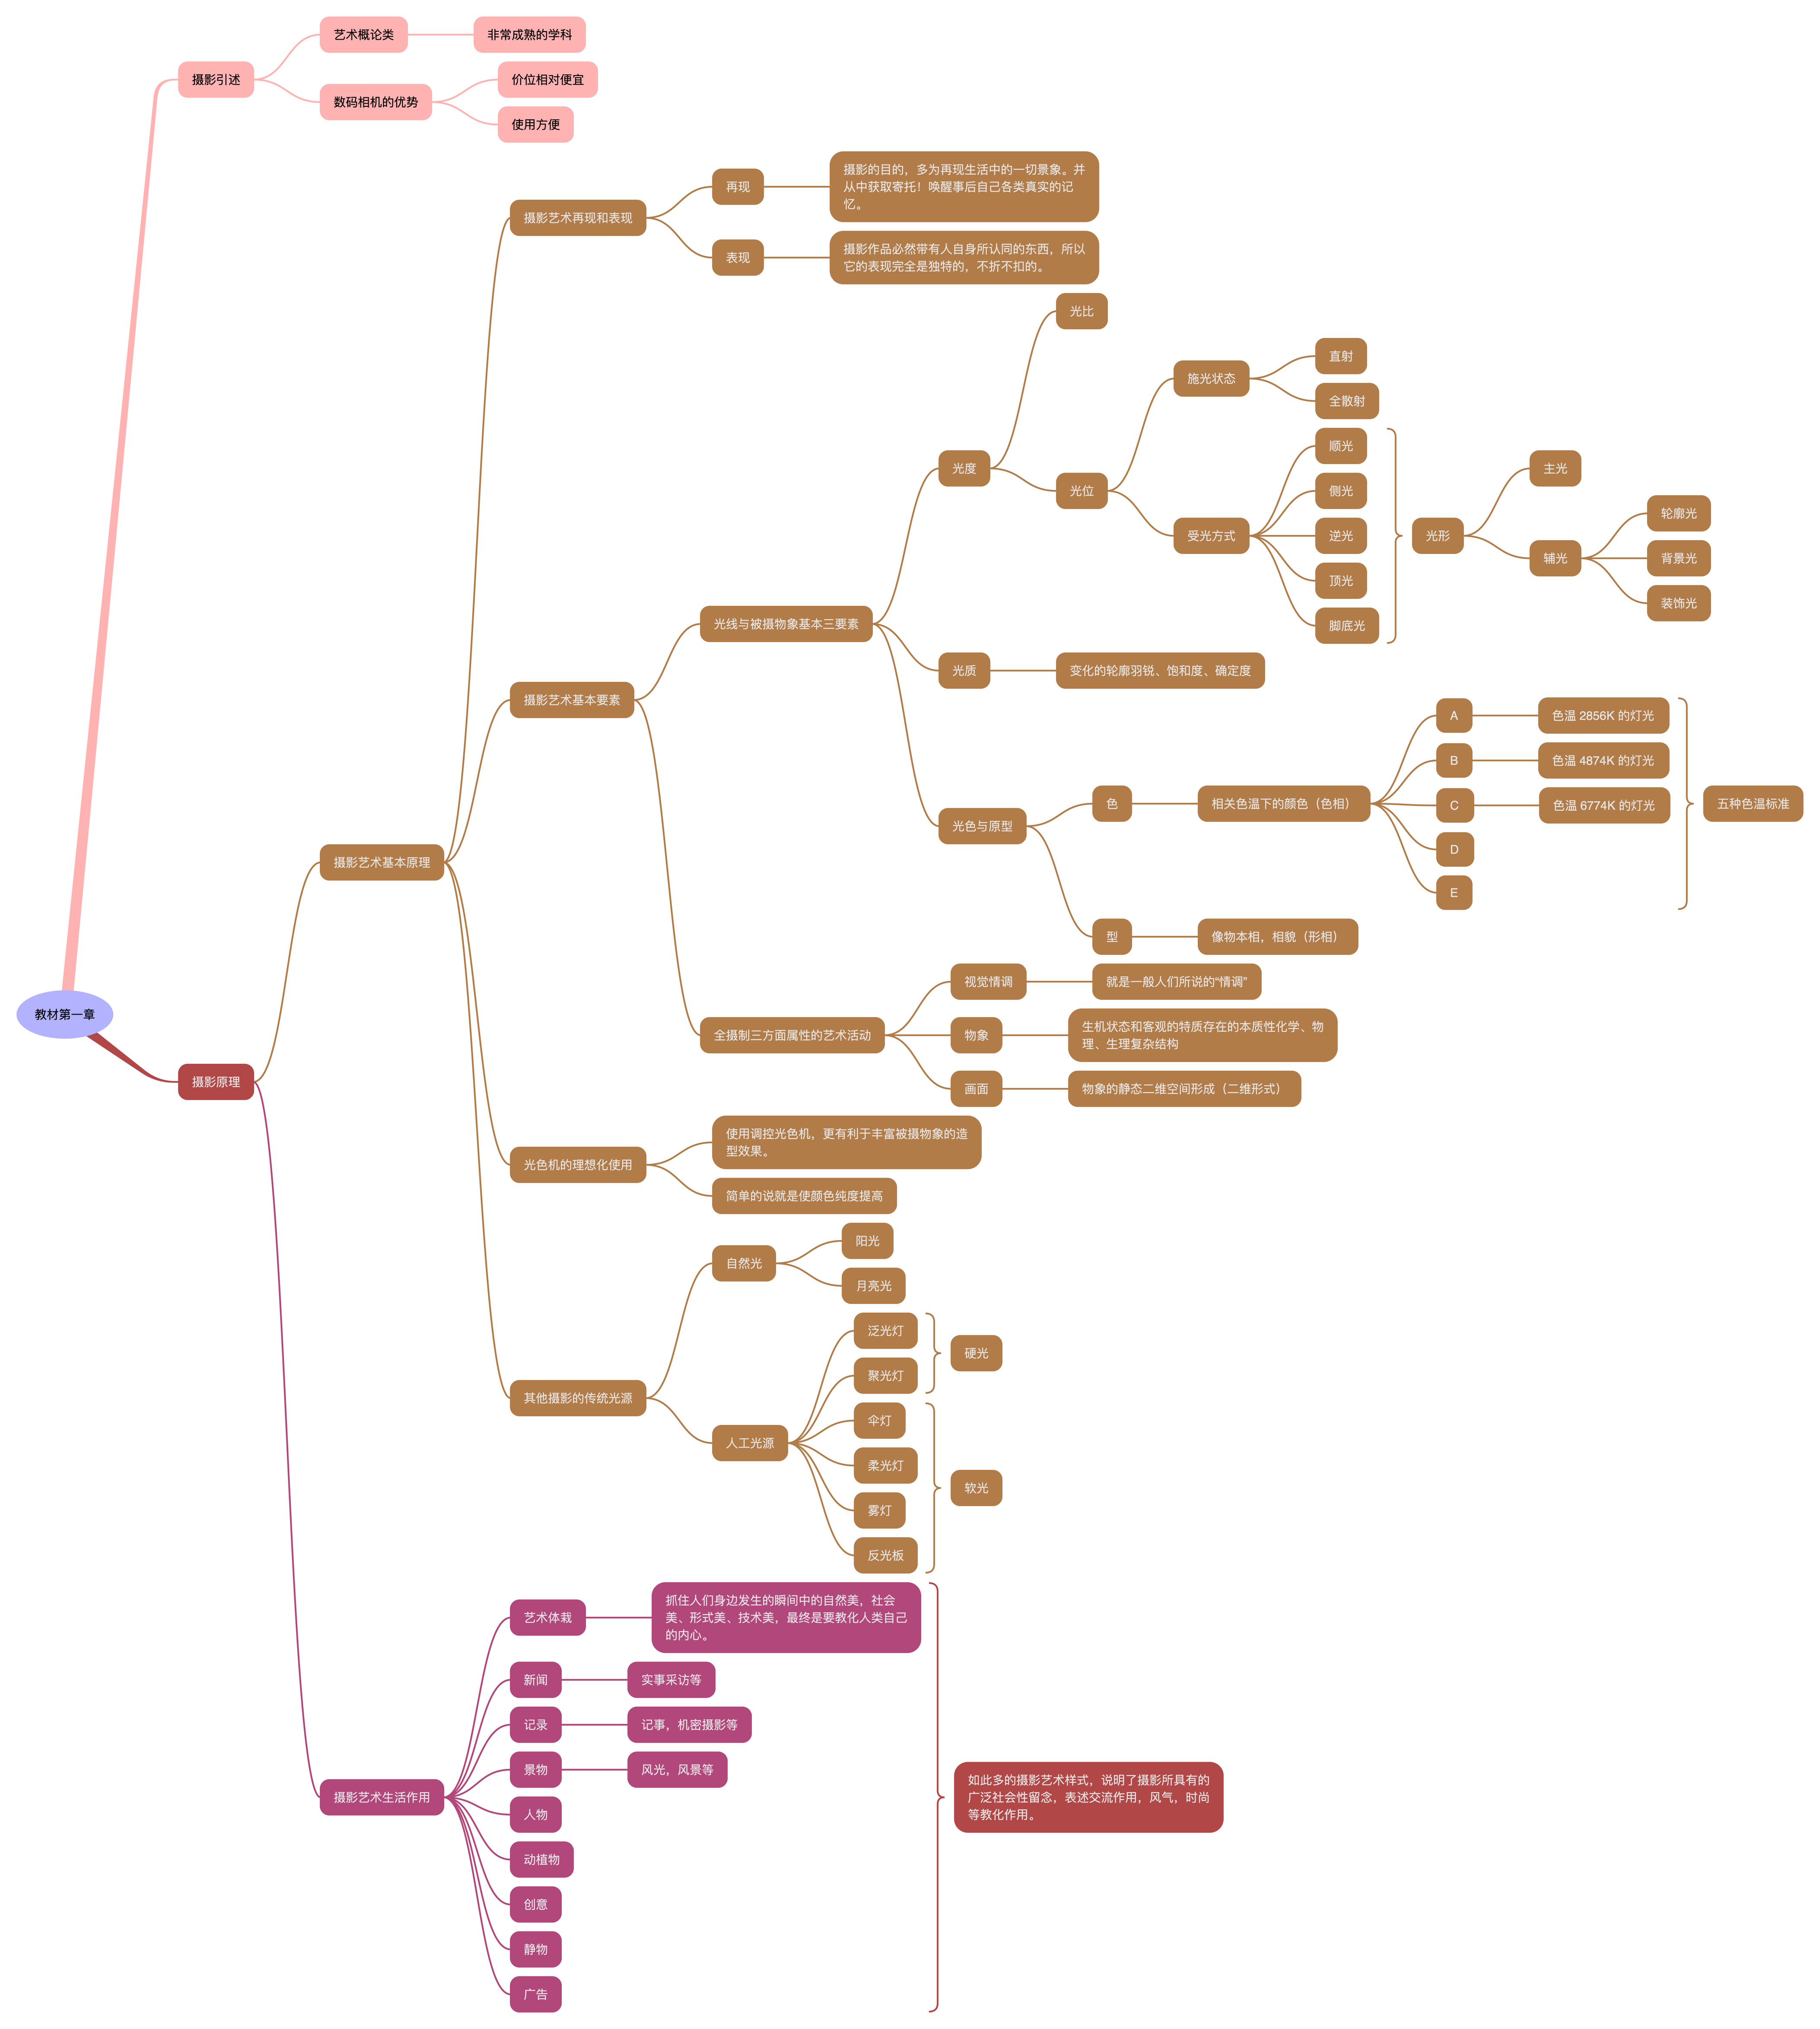 教材第一章
摄影引述
艺术概论类
非常成熟的学科
数码相机的优势
价位相对便宜
使用方便
摄影原理
摄影艺术基本原理
摄影艺术再现和表现
再现
摄影的目的，多为再现生活中的一切景象。并
从中获取寄托！唤醒事后自己各类真实的记
忆。
表现
摄影作品必然带有人自身所认同的东西，所以
它的表现完全是独特的，不折不扣的。
摄影艺术基本要素
光线与被摄物象基本三要素
光度
光比
光位
施光状态
直射
全散射
受光方式
顺光
侧光
逆光
顶光
脚底光
光形
主光
辅光
轮廓光
背景光
装饰光
光质
变化的轮廓羽锐、饱和度、确定度
光色与原型
色
相关色温下的颜色（色相）
A
色温 2856K 的灯光
B
色温 4874K 的灯光
C
色温 6774K 的灯光
D
E
五种色温标准
型
像物本相，相貌（形相）
全摄制三方面属性的艺术活动
视觉情调
就是一般人们所说的“情调”
物象
生机状态和客观的特质存在的本质性化学、物
理、生理复杂结构
画面
物象的静态二维空间形成（二维形式）
光色机的理想化使用
使用调控光色机，更有利于丰富被摄物象的造
型效果。
简单的说就是使颜色纯度提高
其他摄影的传统光源
自然光
阳光
月亮光
人工光源
泛光灯
聚光灯
硬光
伞灯
柔光灯
雾灯
反光板
软光
摄影艺术生活作用
艺术体栽
抓住人们身边发生的瞬间中的自然美，社会
美、形式美、技术美，最终是要教化人类自己
的内心。
新闻
实事采访等
记录
记事，机密摄影等
景物
风光，风景等
人物
动植物
创意
静物
广告
如此多的摄影艺术样式，说明了摄影所具有的
广泛社会性留念，表述交流作用，风气，时尚
等教化作用。